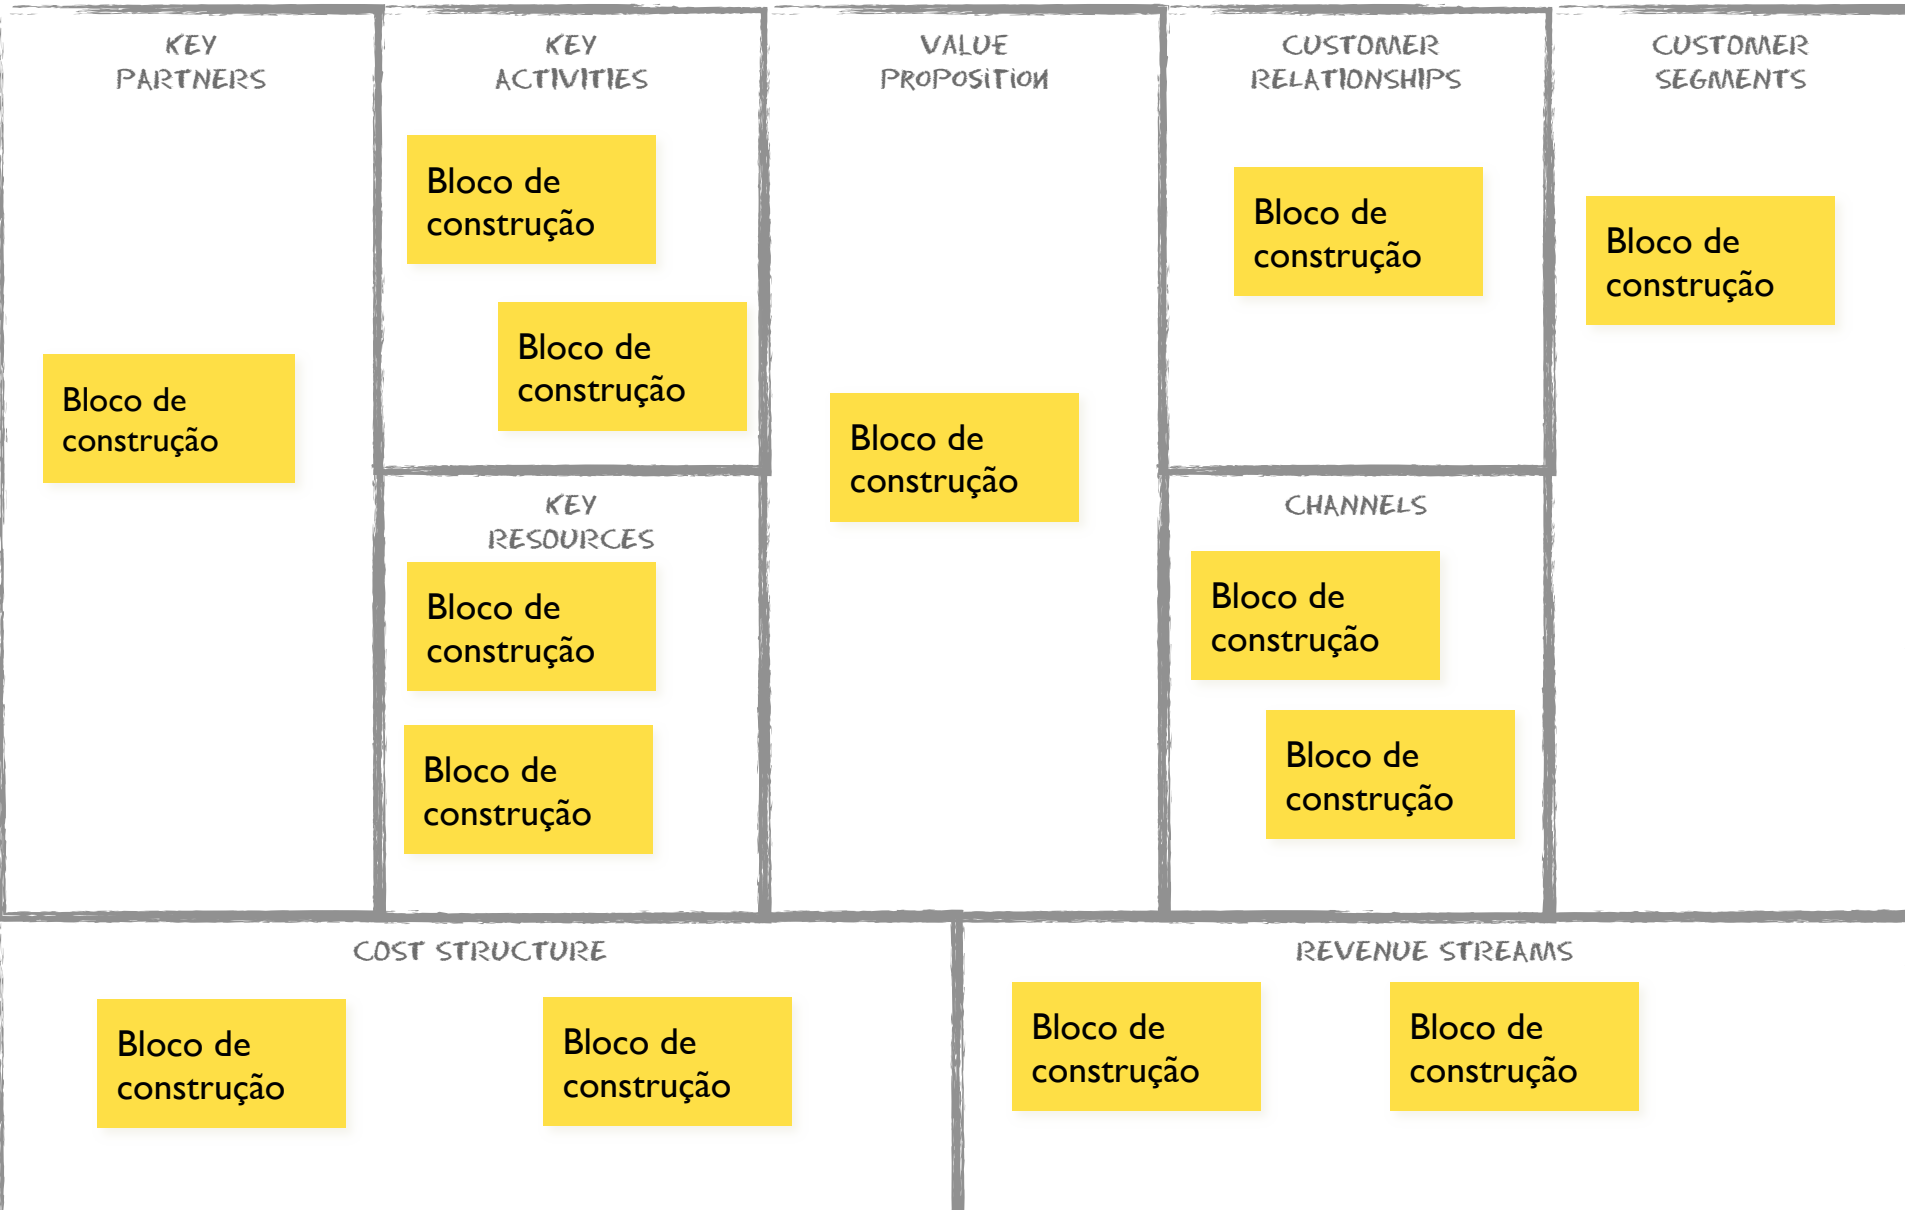 KEY
PARTNERS
Bloco de
construção
KEY
ACTIVITIES
Bloco de
construção
Bloco de
construção
KEY
RESOURCES
Bloco de
construção
Bloco de
construção
VALUE
PROPOSITION
Bloco de
construção
CUSTOMER
RELATIONSHIPS
Bloco de
construção
CHANNELS
Bloco de
construção
Bloco de
construção
CUSTOMER
SEGMENTS
Bloco de
construção
COST STRUCTURE
Bloco de
construção
Bloco de
construção
REVENUE STREAMS
Bloco de
construção
Bloco de
construção